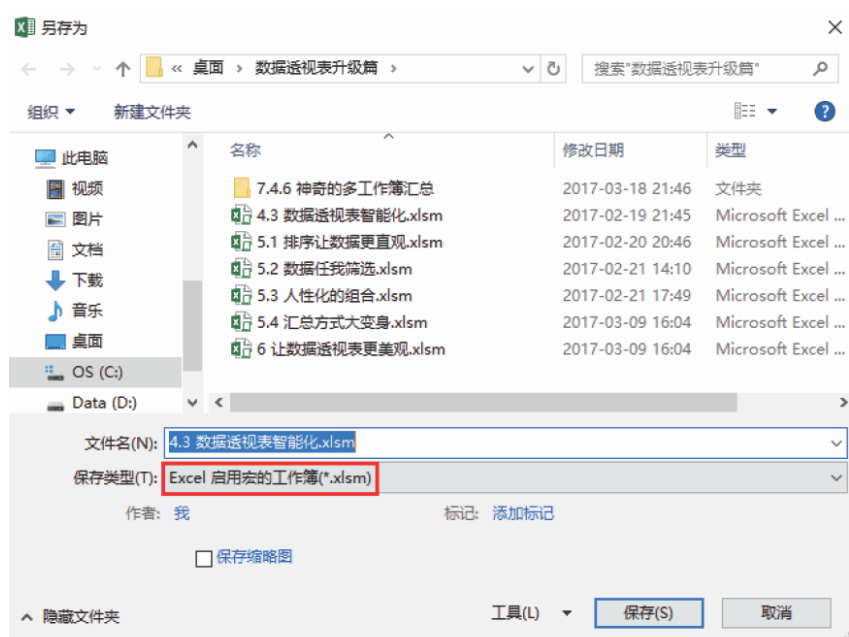 另存为
« 桌面 › 数据透视表升级篇 ›
搜索"数据透视表升级篇"
组织 新建文件夹
名称 修改日期 类型
此电脑
视频
图片
文档
下载
音乐
桌面
OS (C:)
Data (D:)
7.4.6 神奇的多工作簿汇总 2017-03-18 21:46 文件夹
4.3 数据透视表智能化.xlsm 2017-02-19 21:45 Microsoft Excel ...
5.1 排序让数据更直观.xlsm 2017-02-20 20:46 Microsoft Excel ...
5.2 数据任我筛选.xlsm 2017-02-21 14:10 Microsoft Excel ...
5.3 人性化的组合.xlsm 2017-02-21 17:49 Microsoft Excel ...
5.4 汇总方式大变身.xlsm 2017-03-09 16:04 Microsoft Excel ...
6 让数据透视表更美观.xlsm 2017-03-09 16:04 Microsoft Excel ...
文件名(N): 4.3 数据透视表智能化.xlsm
保存类型(T): Excel 启用宏的工作簿(*.xlsm)
作者: 我 标记: 添加标记
保存缩略图
隐藏文件夹 工具(L) 保存(S) 取消